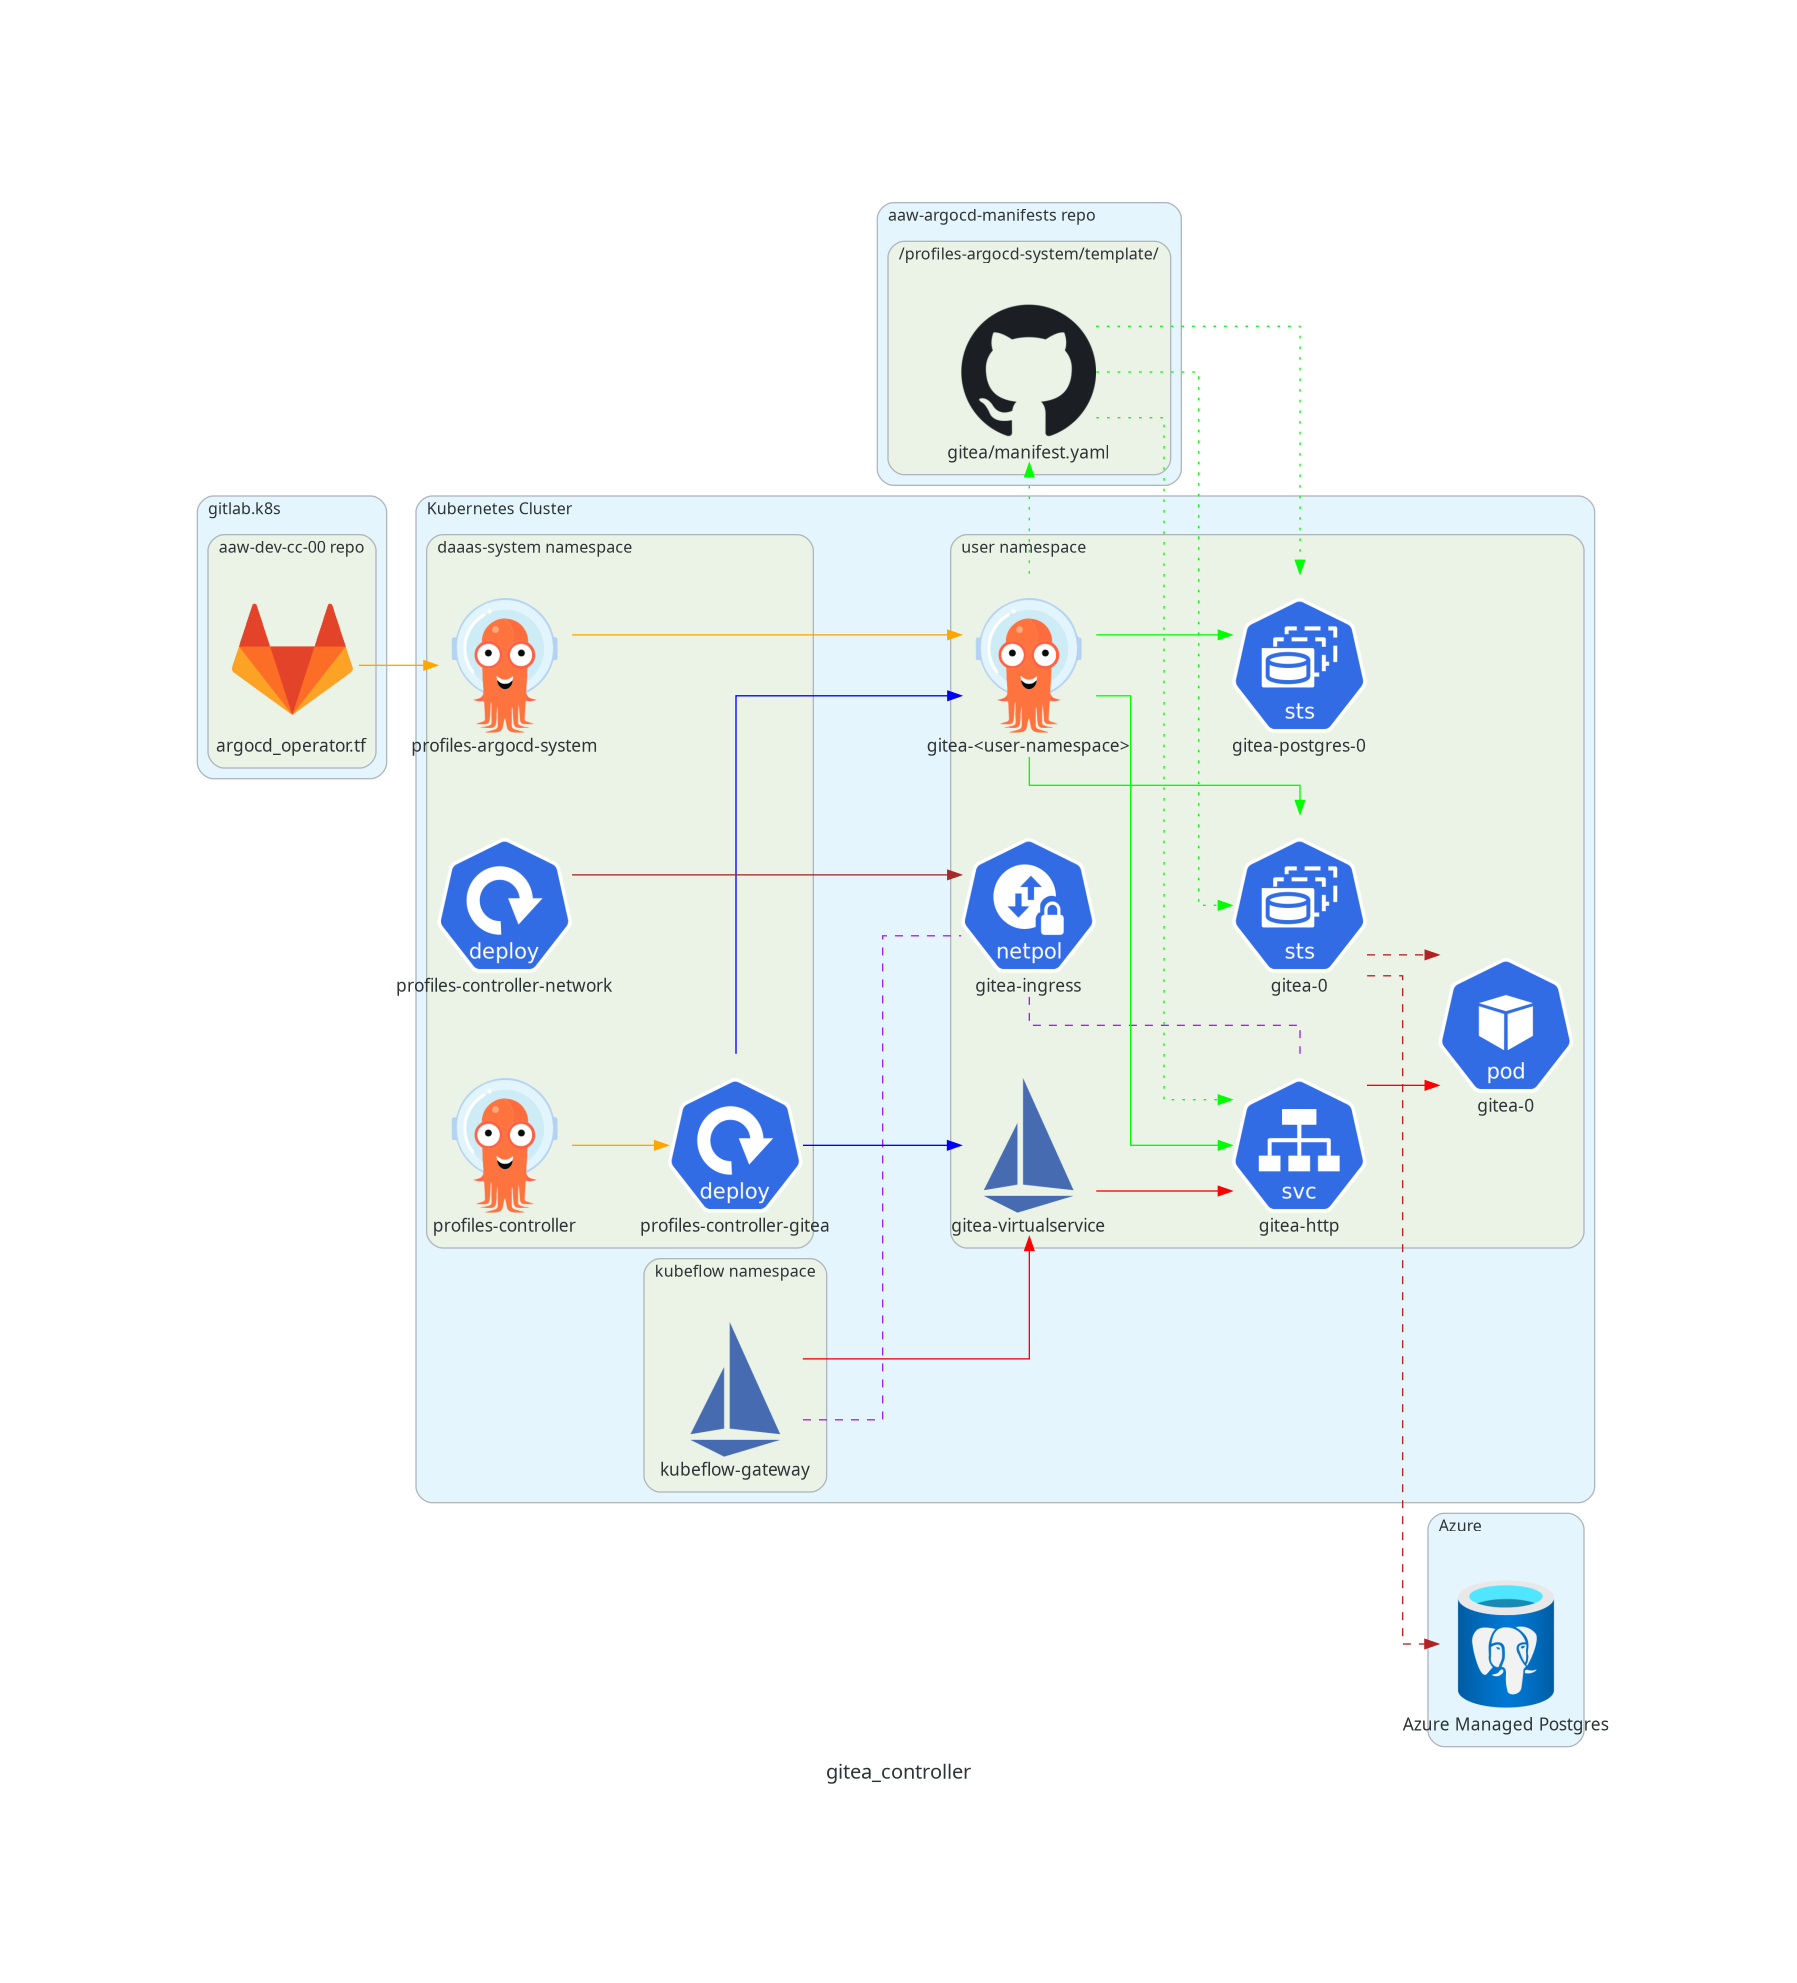 aaw-argocd-manifests repo
/profiles-argocd-system/template/
gitea/manifest.yaml
gitlab.k8s
aaw-dev-cc-00 repo
argocd_operator.tf
Kubernetes Cluster
daaas-system namespace
profiles-argocd-system
deploy
profiles-controller-network
profiles-controller
deploy
profiles-controller-gitea
user namespace
gitea-<user-namespace>
sts
gitea-postgres-0
netpol
gitea-ingress
sts
gitea-0
pod
gitea-0
gitea-virtualservice
svc
gitea-http
kubeflow namespace
kubeflow-gateway
Azure
Azure Managed Postgres
gitea_controller